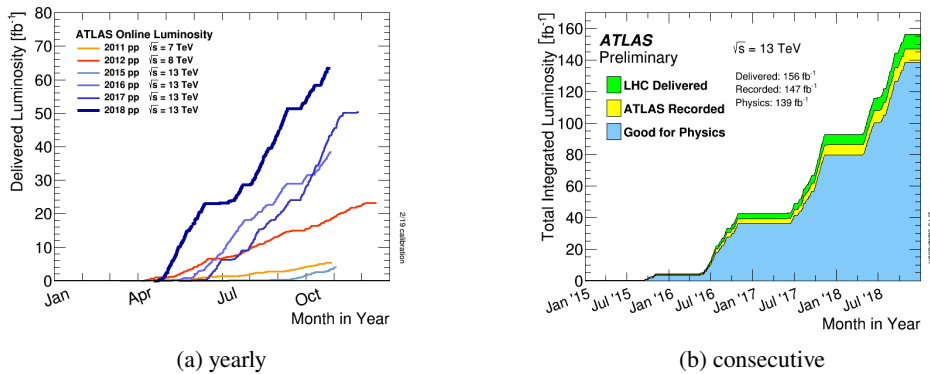 ATLAS Online Luminosity
2011 pp √s = 7 TeV
2012 pp √s = 8 TeV
2015 pp √s = 13 TeV
2016 pp √s = 13 TeV
2017 pp √s = 13 TeV
2018 pp √s = 13 TeV
Delivered Luminosity [fb⁻¹]
80
70
60
50
40
30
20
10
0
Jan
Apr
Jul
Oct
Month in Year
2/19 calibration
(a) yearly
ATLAS
Preliminary
√s = 13 TeV
LHC Delivered
ATLAS Recorded
Good for Physics
Delivered: 156 fb⁻¹
Recorded: 147 fb⁻¹
Physics: 139 fb⁻¹
Total Integrated Luminosity [fb⁻¹]
160
140
120
100
80
60
40
20
0
Jan '15
Jul '15
Jan '16
Jul '16
Jan '17
Jul '17
Jan '18
Jul '18
Month in Year
(b) consecutive